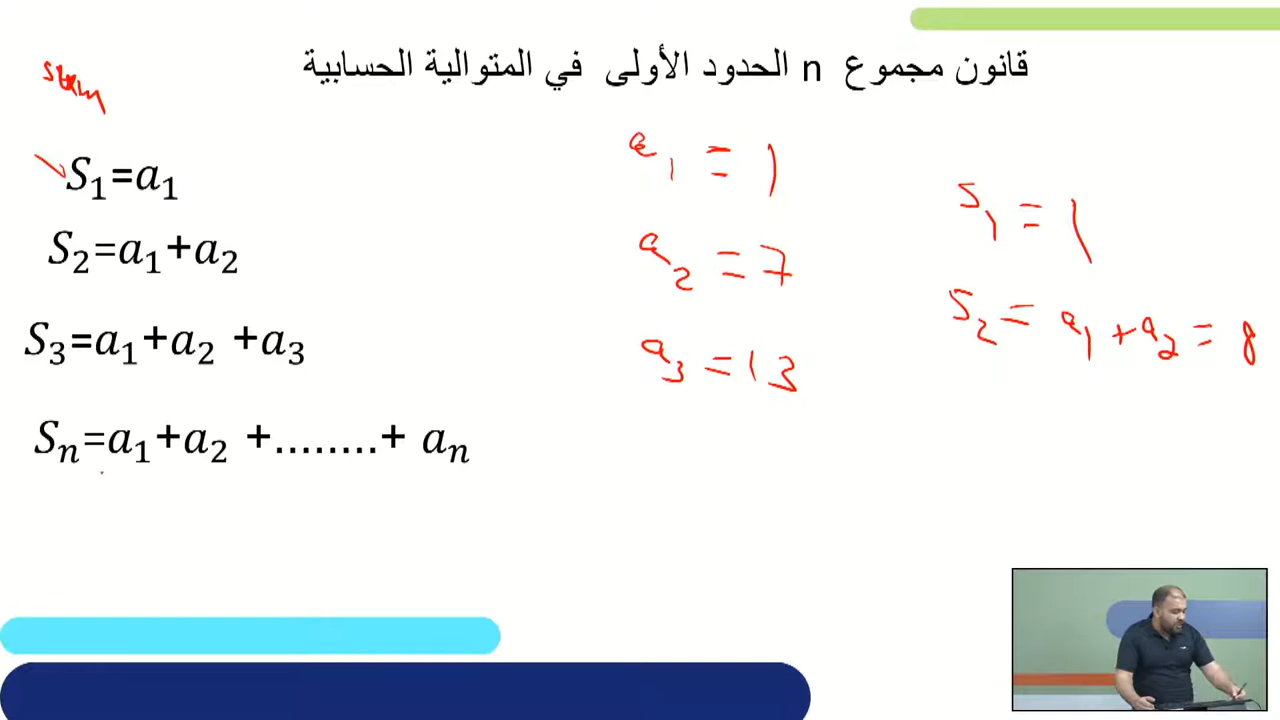 قانون مجموع n الحدود الأولى في المتوالية الحسابية
sum
S₁=a₁
S₂=a₁+a₂
S₃=a₁+a₂ +a₃
Sₙ=a₁+a₂ +........+ aₙ
a₁ = 1
a₂ = 7
a₃ = 13
S₁ = 1
S₂ = a₁ + a₂ = 8